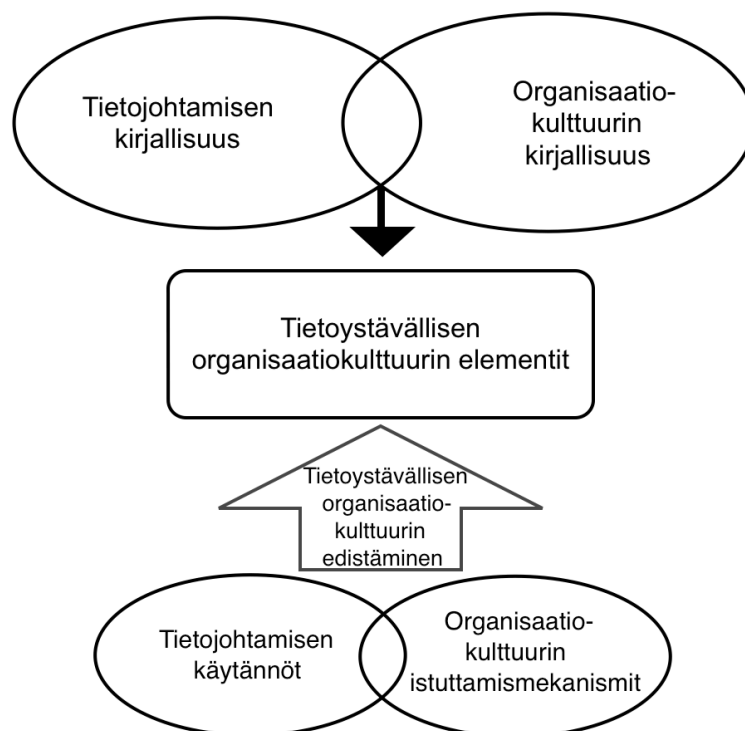 Tietojohtamisen
kirjallisuus
Organisaatio-
kulttuurin
kirjallisuus
Tietoystävällisen
organisaatiokulttuurin elementit
Tietoystävällisen
organisaatio-
kulttuurin
edistäminen
Tietojohtamisen
käytännöt
Organisaatio-
kulttuurin
istuttamismekanismit